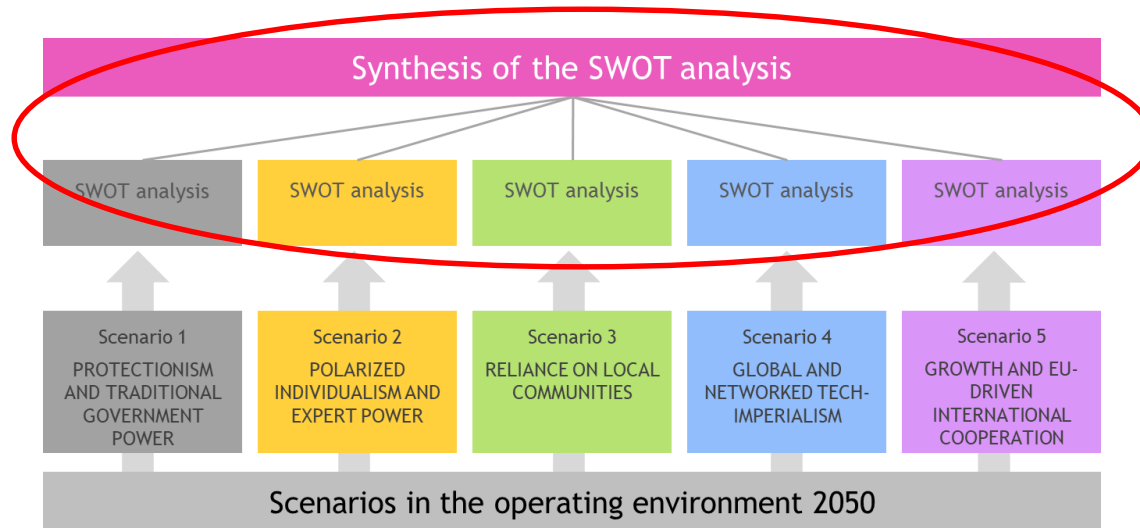 Synthesis of the SWOT analysis
SWOT analysis
SWOT analysis
SWOT analysis
SWOT analysis
SWOT analysis
Scenario 1
PROTECTIONISM
AND TRADITIONAL
GOVERNMENT
POWER
Scenario 2
POLARIZED
INDIVIDUALISM AND
EXPERT POWER
Scenario 3
RELIANCE ON LOCAL
COMMUNITIES
Scenario 4
GLOBAL AND
NETWORKED TECH-
IMPERIALISM
Scenario 5
GROWTH AND EU-
DRIVEN
INTERNATIONAL
COOPERATION
Scenarios in the operating environment 2050